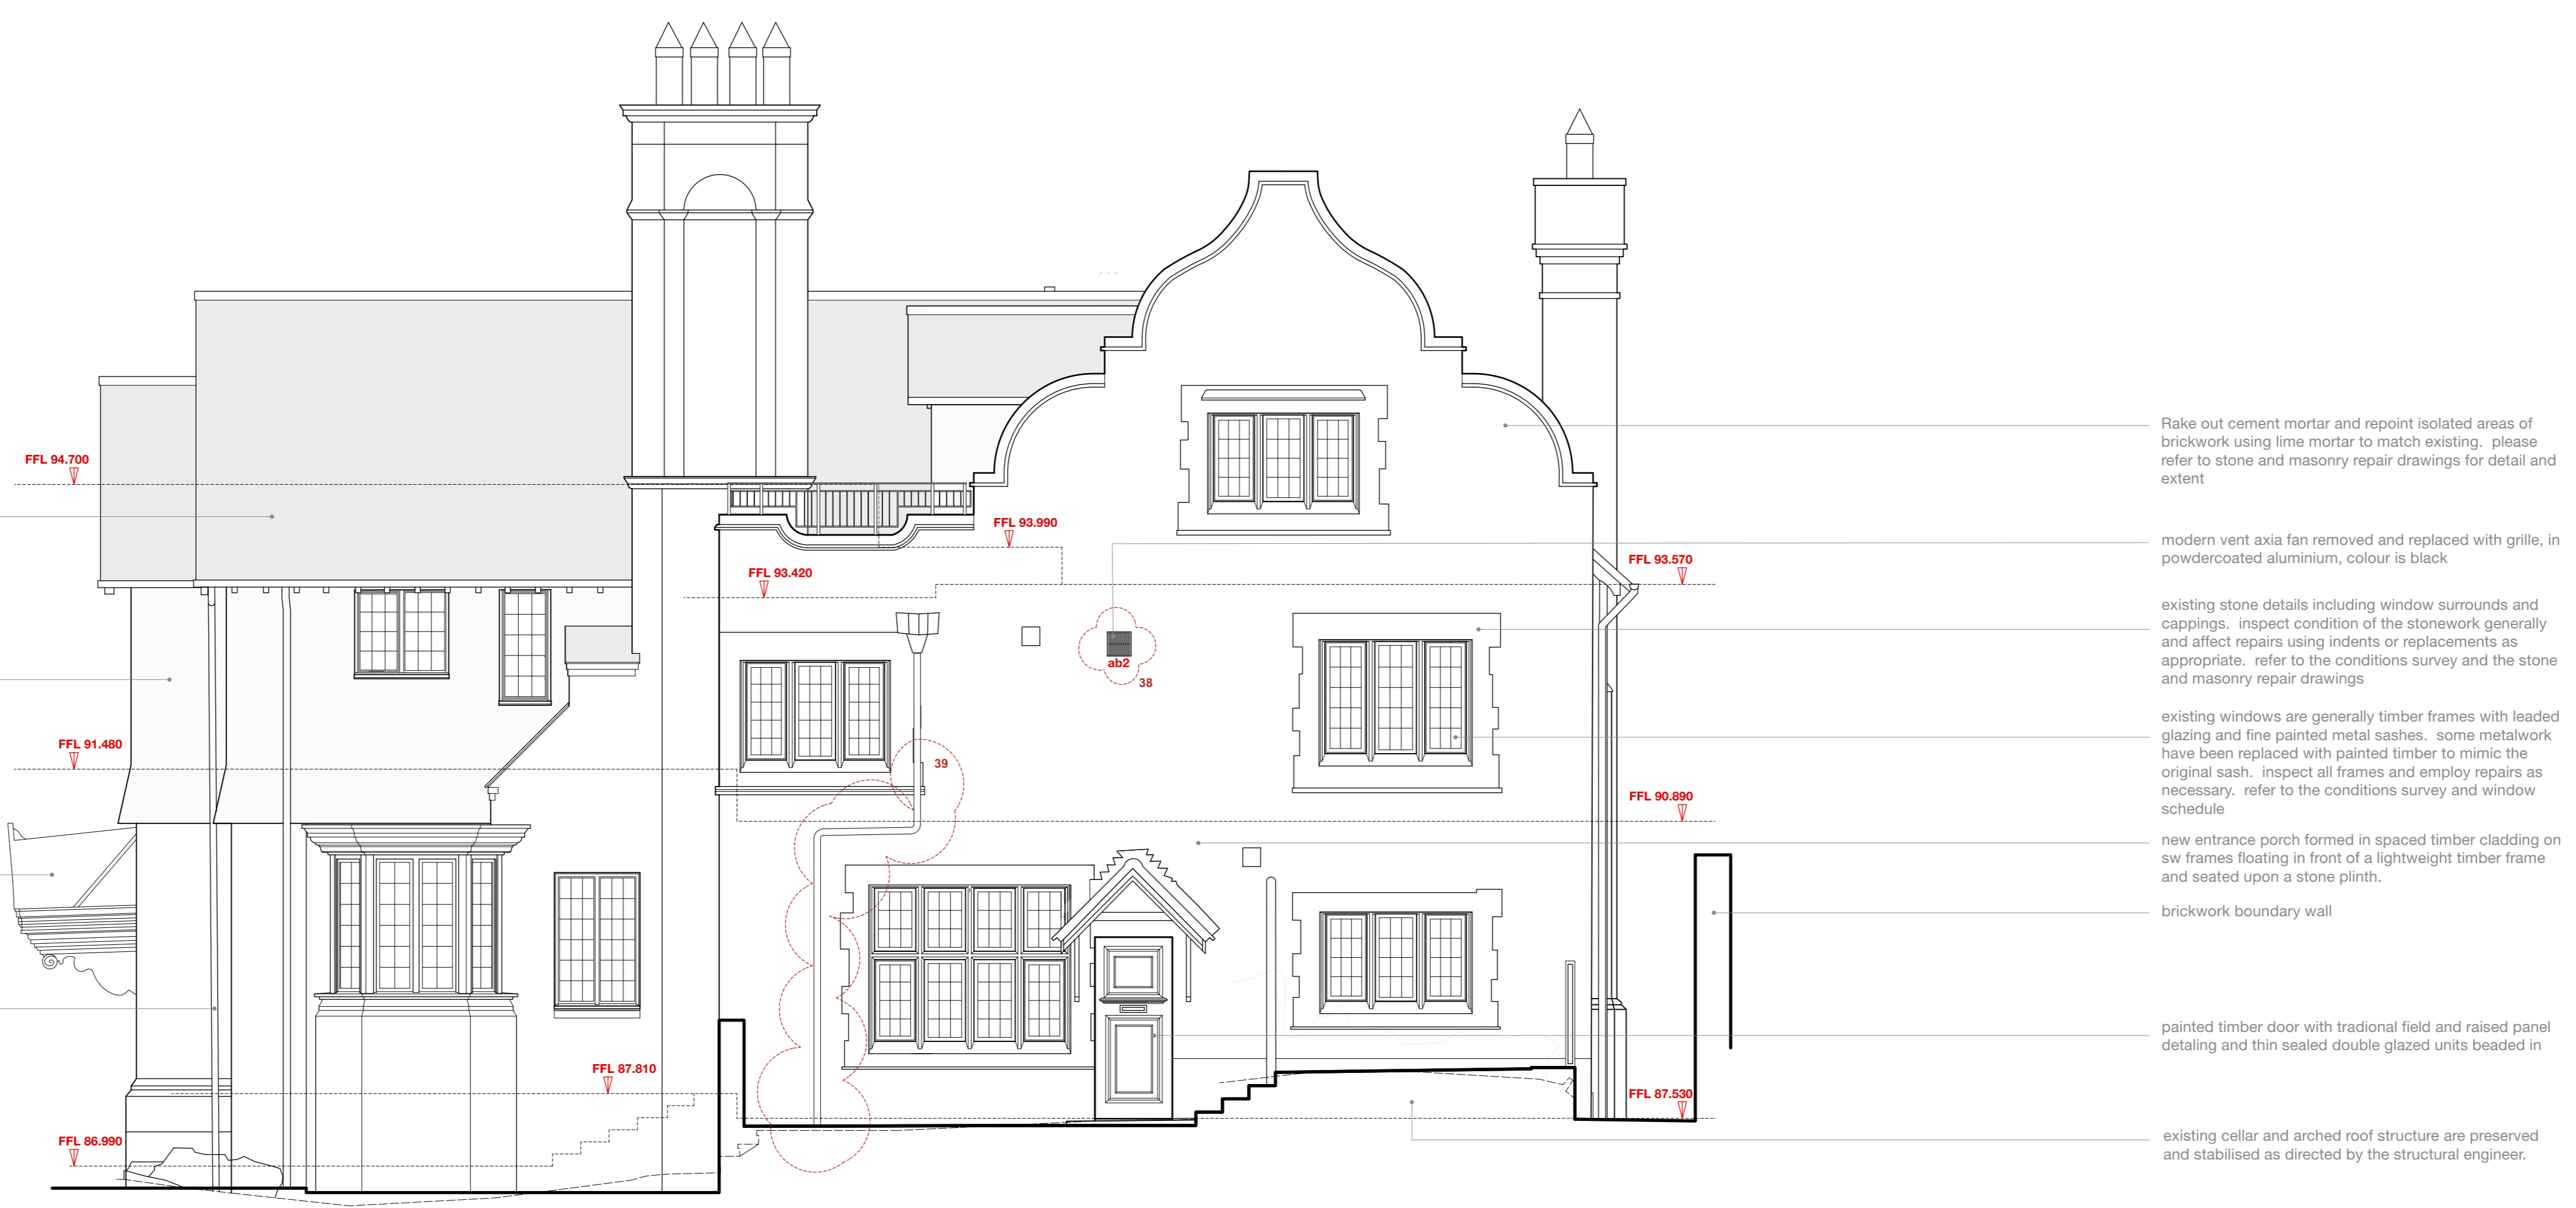 FFL 94.700
FFL 93.990
FFL 93.420
FFL 93.570
ab2
38
FFL 91.480
39
FFL 90.890
FFL 87.810
FFL 87.530
FFL 86.990
Rake out cement mortar and repoint isolated areas of
brickwork using lime mortar to match existing. please
refer to stone and masonry repair drawings for detail and
extent
modern vent axia fan removed and replaced with grille, in
powdercoated aluminium, colour is black
existing stone details including window surrounds and
cappings. inspect condition of the stonework generally
and affect repairs using indents or replacements as
appropriate. refer to the conditions survey and the stone
and masonry repair drawings
existing windows are generally timber frames with leaded
glazing and fine painted metal sashes. some metalwork
have been replaced with painted timber to mimic the
original sash. inspect all frames and employ repairs as
necessary. refer to the conditions survey and window
schedule
new entrance porch formed in spaced timber cladding on
sw frames floating in front of a lightweight timber frame
and seated upon a stone plinth.
brickwork boundary wall
painted timber door with tradional field and raised panel
detaling and thin sealed double glazed units beaded in
existing cellar and arched roof structure are preserved
and stabilised as directed by the structural engineer.